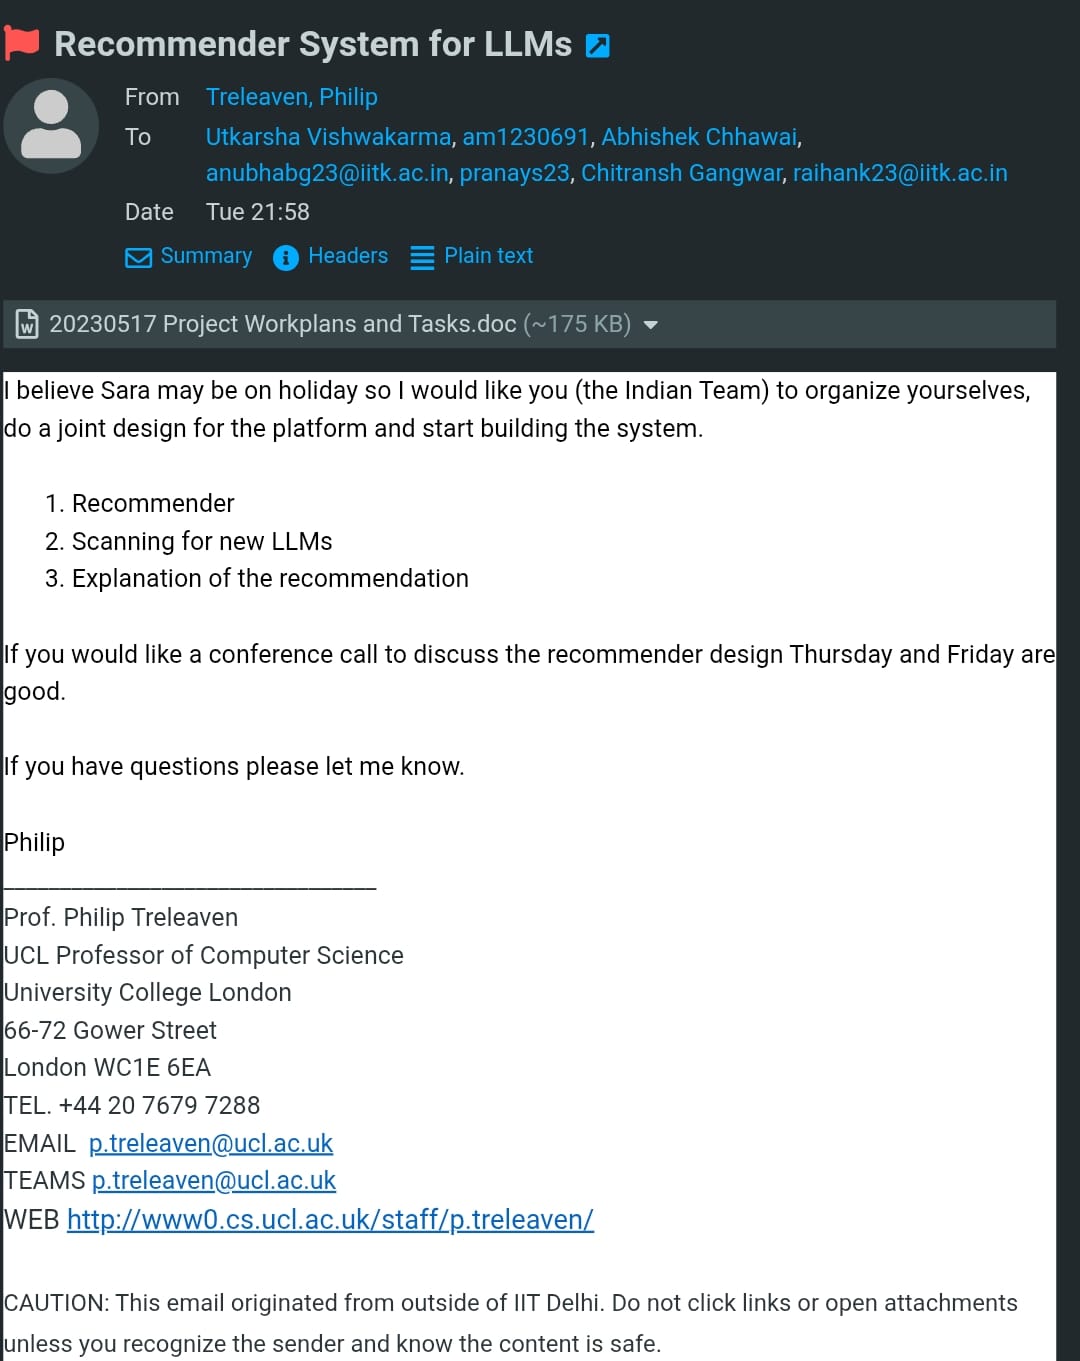 Recommender System for LLMs
From Treleaven, Philip
To Utkarsha Vishwakarma, am1230691, Abhishek Chhawai,
anubhabg23@iitk.ac.in, pranays23, Chitransh Gangwar, raihank23@iitk.ac.in
Date Tue 21:58
Summary Headers Plain text
20230517 Project Workplans and Tasks.doc (~175 KB)
I believe Sara may be on holiday so I would like you (the Indian Team) to organize yourselves,
do a joint design for the platform and start building the system.
1. Recommender
2. Scanning for new LLMs
3. Explanation of the recommendation
If you would like a conference call to discuss the recommender design Thursday and Friday are
good.
If you have questions please let me know.
Philip
Prof. Philip Treleaven
UCL Professor of Computer Science
University College London
66-72 Gower Street
London WC1E 6EA
TEL. +44 20 7679 7288
EMAIL p.treleaven@ucl.ac.uk
TEAMS p.treleaven@ucl.ac.uk
WEB http://www0.cs.ucl.ac.uk/staff/p.treleaven/
CAUTION: This email originated from outside of IIT Delhi. Do not click links or open attachments
unless you recognize the sender and know the content is safe.